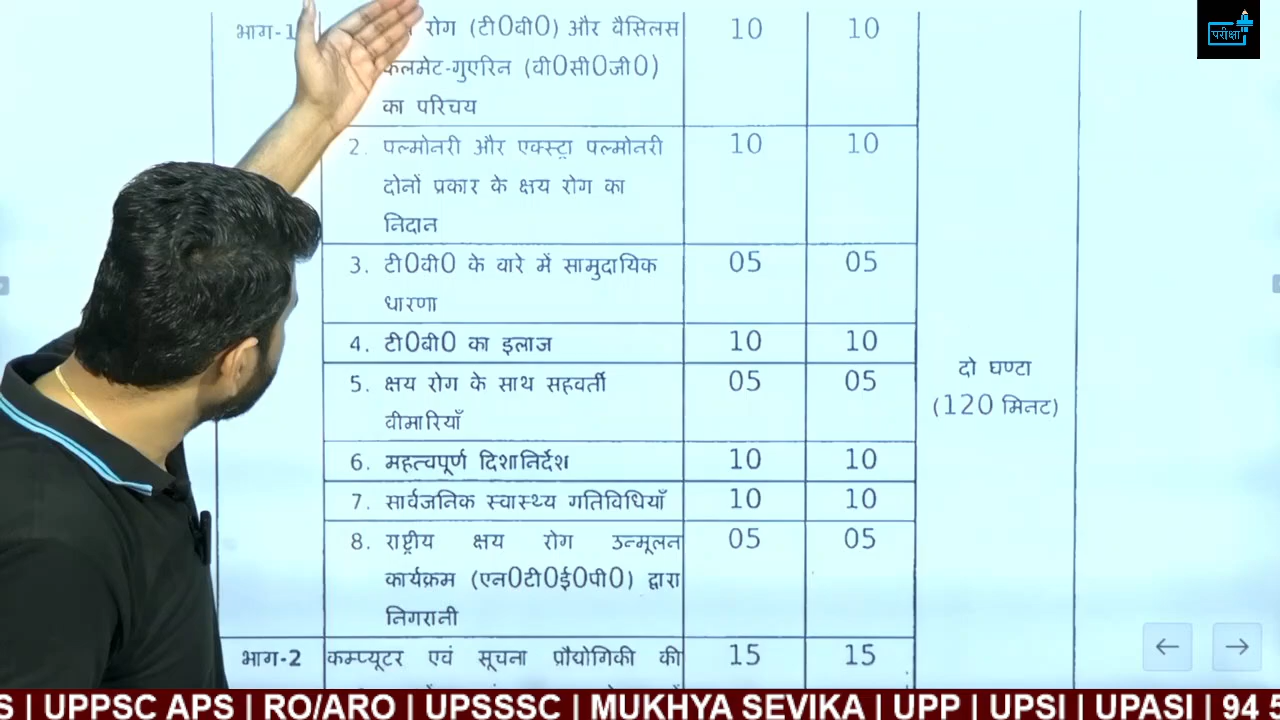 परीक्षा
भाग-1 रोग (टी0बी0) और वैसिलस 10 10
कलमेट-गुएरिन (वी0सी0जी0)
का परिचय
2. पल्मोनरी और एक्स्ट्रा पल्मोनरी 10 10
दोनों प्रकार के क्षय रोग का
निदान
3. टी0वी0 के वारे में सामुदायिक 05 05
धारणा
4. टी0बी0 का इलाज 10 10
5. क्षय रोग के साथ सहवर्ती 05 05
वीमारियाँ
दो घण्टा
(120 मिनट)
6. महत्वपूर्ण दिशानिर्देश 10 10
7. सार्वजनिक स्वास्थ्य गतिविधियाँ 10 10
8. राष्ट्रीय क्षय रोग उन्मूलन 05 05
कार्यक्रम (एन0टी0ई0पी0) द्वारा
निगरानी
भाग-2 कम्प्यूटर एवं सूचना प्रौद्योगिकी की 15 15
S | UPPSC APS | RO/ARO | UPSSSC | MUKHYA SEVIKA | UPP | UPSI | UPASI | 94 5